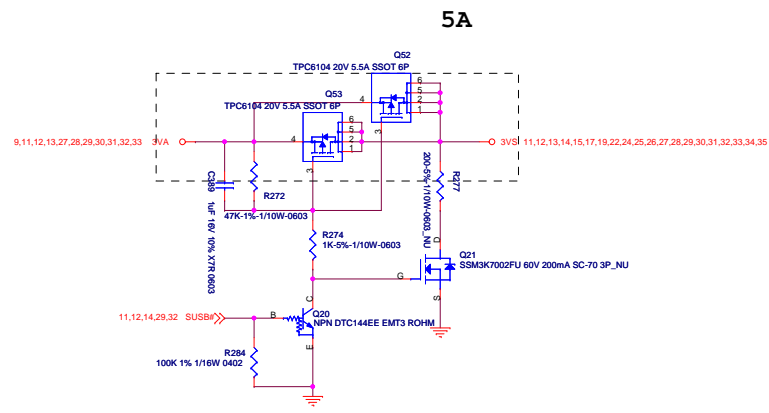 5A
Q52
TPC6104 20V 5.5A SSOT 6P
6
5
2
1
4
3
Q53
TPC6104 20V 5.5A SSOT 6P
6
5
2
1
4
3
9,11,12,13,27,28,29,30,31,32,33 3VA
3VS 11,12,13,14,15,17,19,22,24,25,26,27,28,29,30,31,32,33,34,35
C389
1uF 16V 10% X7R 0603
R272
47K-1%-1/10W-0603
R277
200-5%-1/10W-0603_NU
R274
1K-5%-1/10W-0603
D
G
S
Q21
SSM3K7002FU 60V 200mA SC-70 3P_NU
11,12,14,29,32 SUSB#
B
C
E
Q20
NPN DTC144EE EMT3 ROHM
R284
100K 1% 1/16W 0402